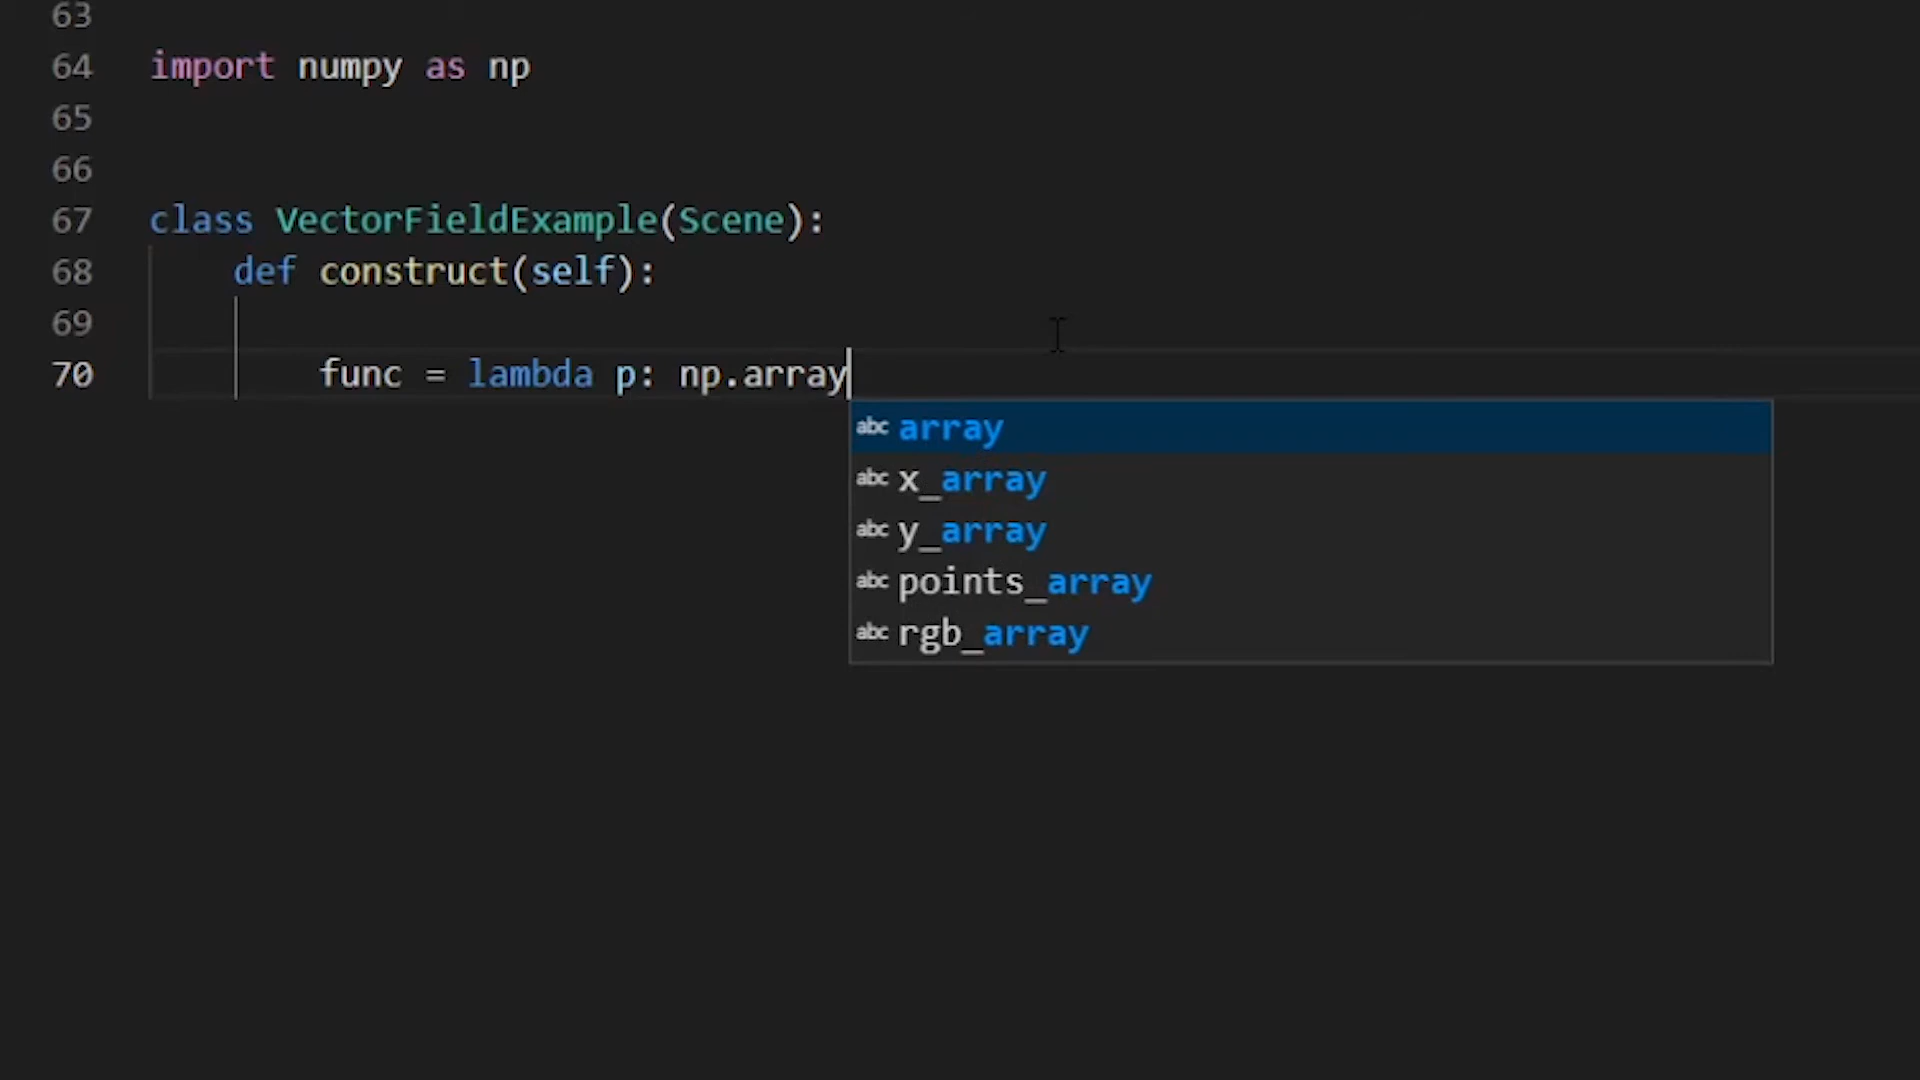 63
64 import numpy as np
65
66
67 class VectorFieldExample(Scene):
68 def construct(self):
69
70 func = lambda p: np.array
abc array
abc x_array
abc y_array
abc points_array
abc rgb_array